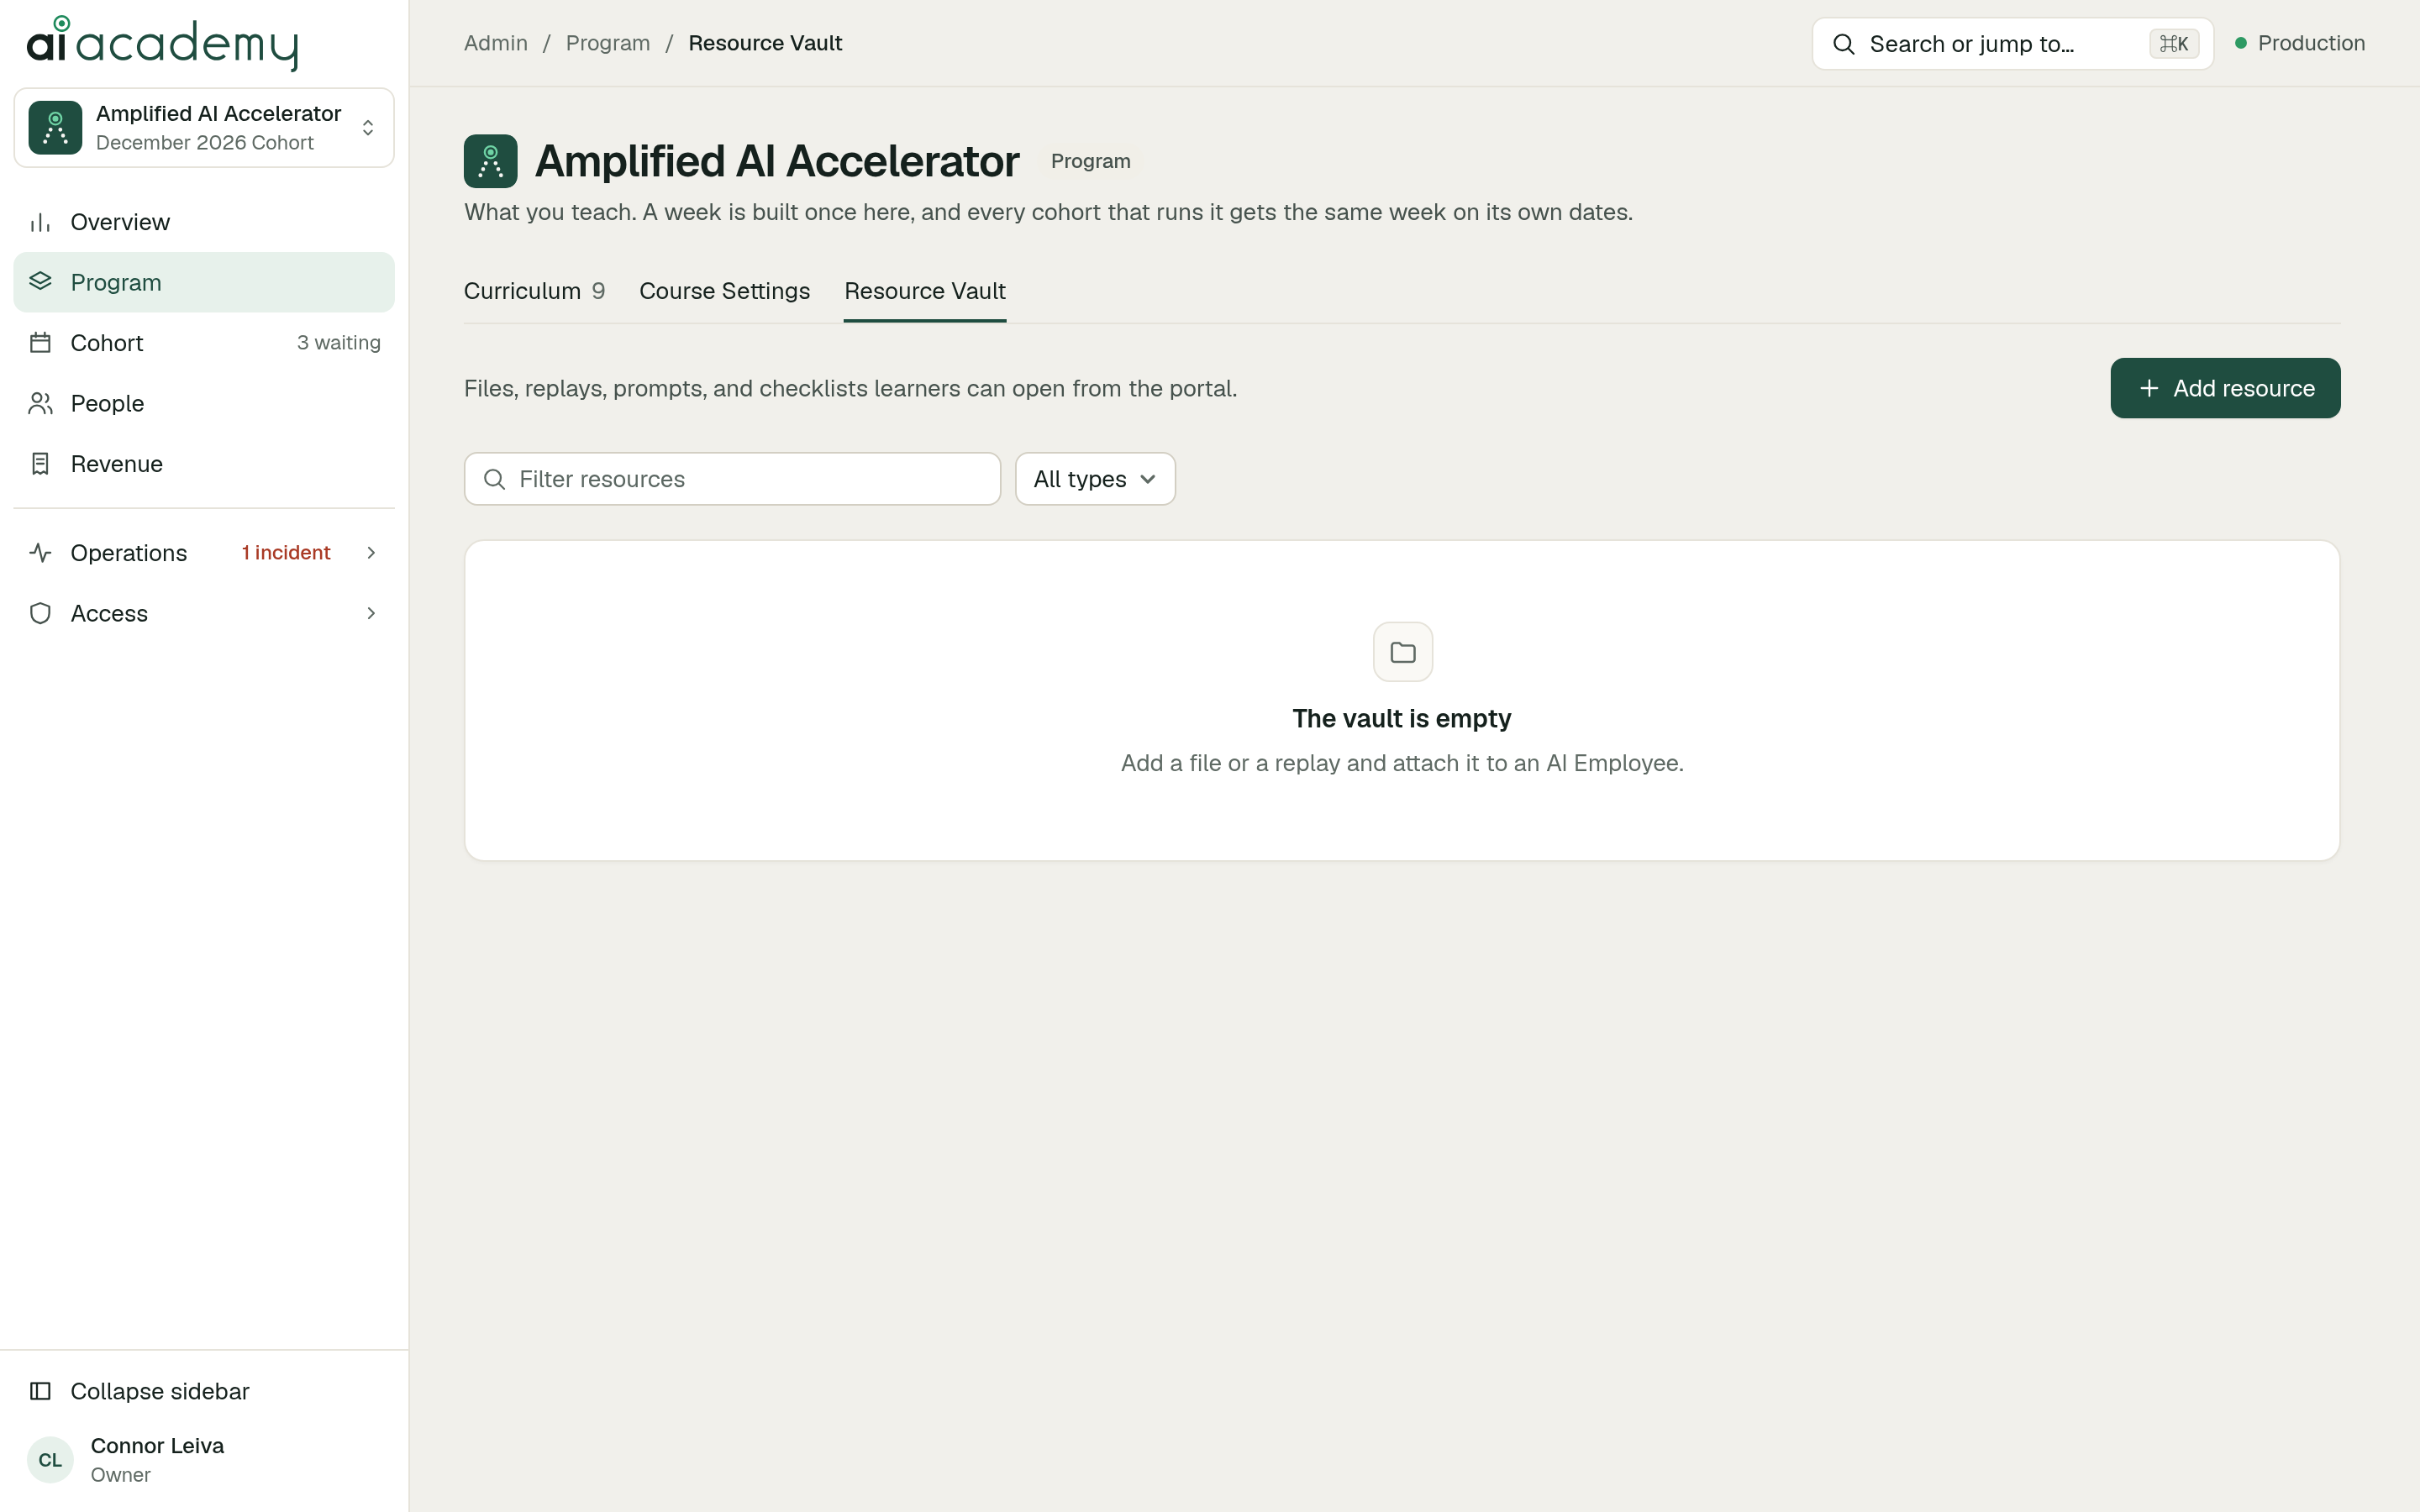 ai academy
Amplified AI Accelerator
December 2026 Cohort
Overview
Program
Cohort 3 waiting
People
Revenue
Operations 1 incident
Access
Collapse sidebar
CL
Connor Leiva
Owner
Admin / Program / Resource Vault
Search or jump to... ⌘K
Production
Amplified AI Accelerator Program
What you teach. A week is built once here, and every cohort that runs it gets the same week on its own dates.
Curriculum 9 Course Settings Resource Vault
Files, replays, prompts, and checklists learners can open from the portal.
+ Add resource
Filter resources
All types
The vault is empty
Add a file or a replay and attach it to an AI Employee.